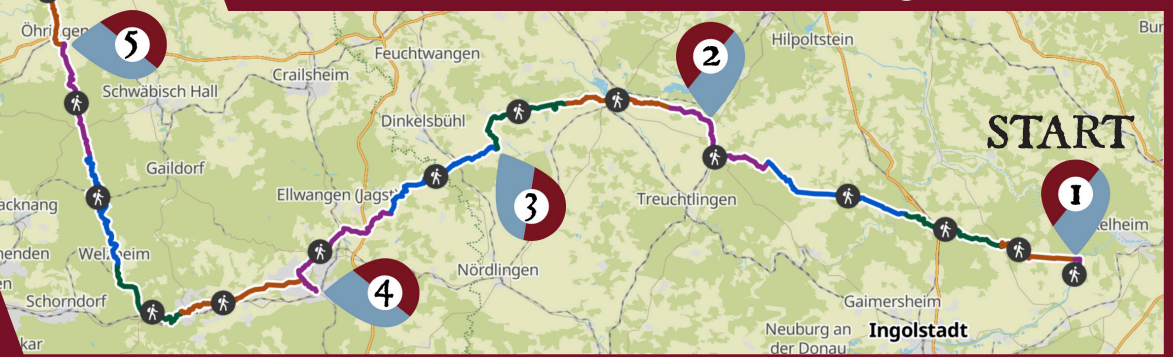 Öhringen
5
Feuchtwangen
2
Hilpoltstein
Crailsheim
Schwäbisch Hall
Dinkelsbühl
START
Gaildorf
Ellwangen (Jagst)
3
Treuchtlingen
1
Welzheim
Nördlingen
4
Schorndorf
Gaimersheim
Neuburg an
der Donau
Ingolstadt